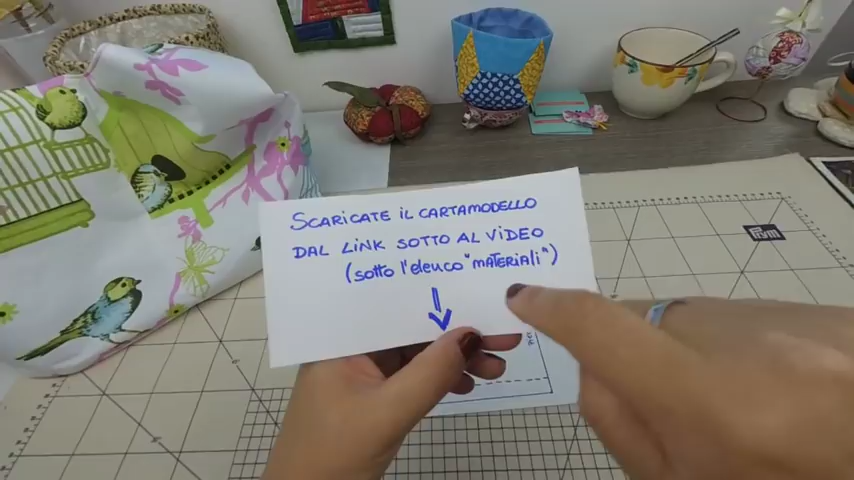 SCARICATE IL CARTAMODELLO
DAL LINK SOTTO AL VIDEO
(sotto l'elenco "MATERIALI")
PRYM